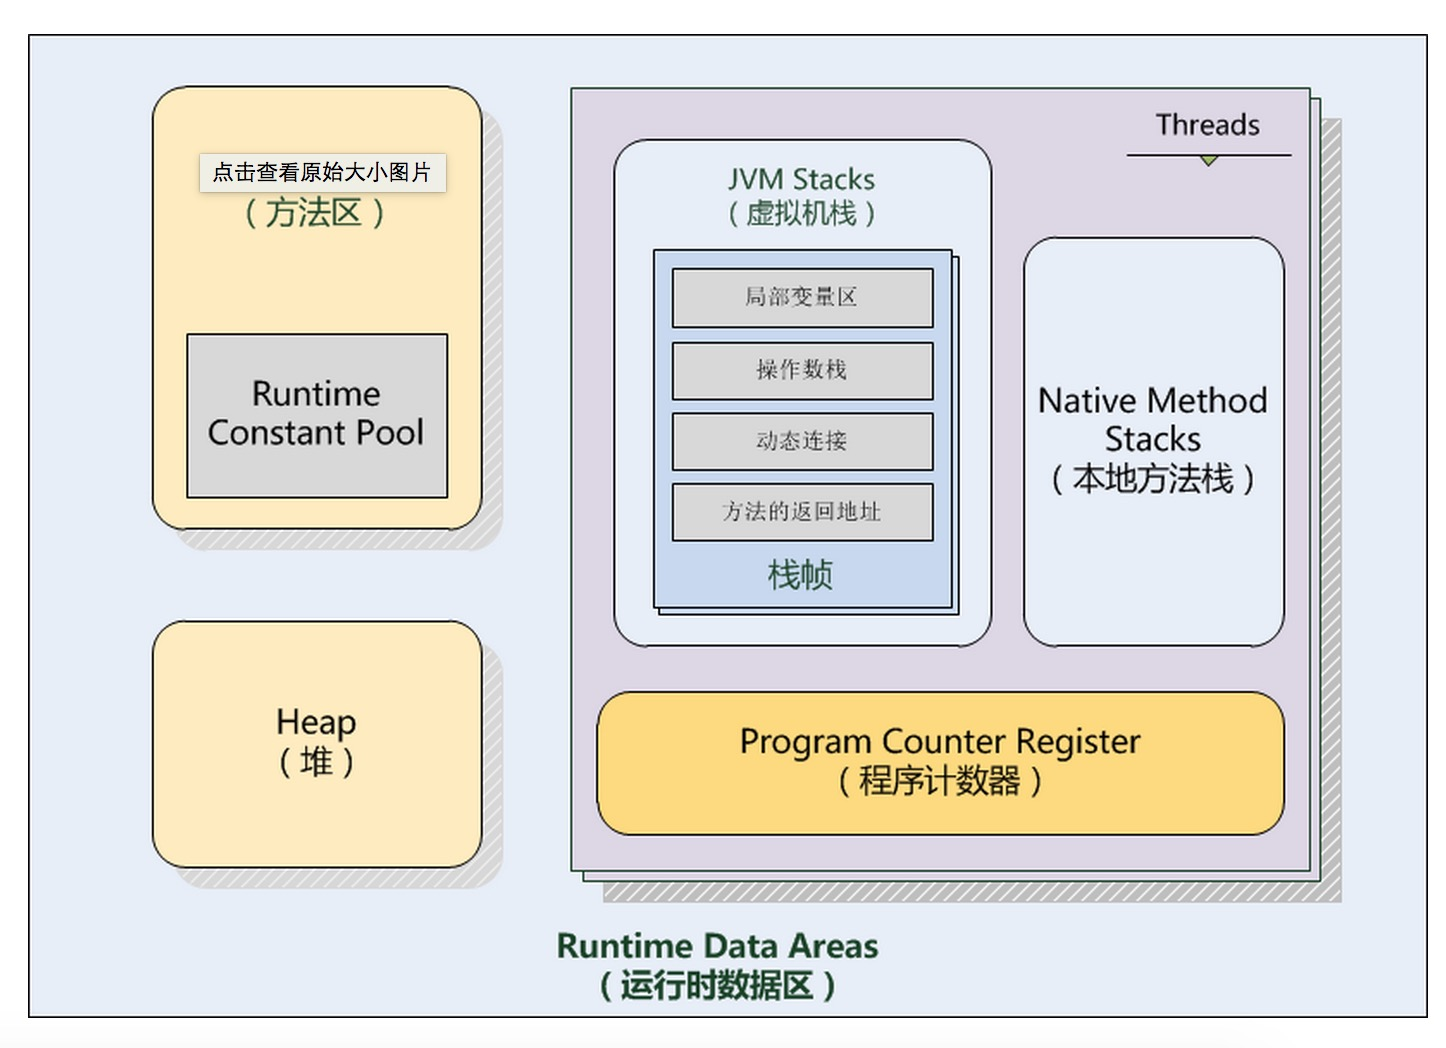 点击查看原始大小图片
（方法区）
Runtime
Constant Pool
Heap
（堆）
Threads
JVM Stacks
（虚拟机栈）
局部变量区
操作数栈
动态连接
方法的返回地址
栈帧
Native Method
Stacks
（本地方法栈）
Program Counter Register
（程序计数器）
Runtime Data Areas
（运行时数据区）